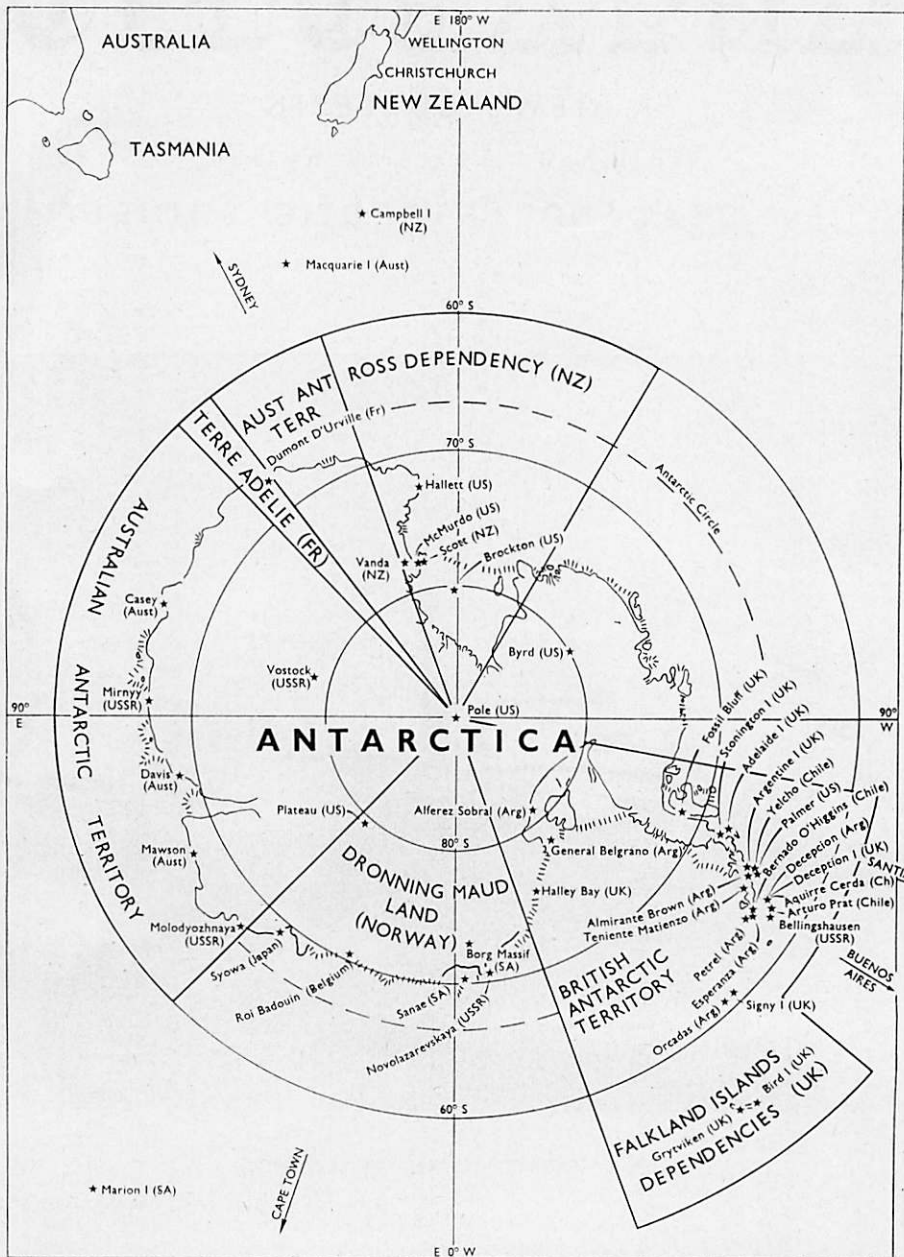 E 180° W
AUSTRALIA
WELLINGTON
CHRISTCHURCH
NEW ZEALAND
TASMANIA
Campbell I
(NZ)
Macquarie I (Aust)
SYDNEY
60° S
ROSS DEPENDENCY (NZ)
AUST ANT
TERR
TERRE ADELIE (FR)
Dumont D'Urville (Fr)
70° S
Antarctic Circle
Hallett (US)
McMurdo (US)
Scott (NZ)
Vanda
(NZ)
Brockton (US)
AUSTRALIAN
ANTARCTIC
TERRITORY
Casey
(Aust)
Byrd (US)
Vostock
(USSR)
Mirnyy
(USSR)
Pole (US)
90°
E
90°
W
ANTARCTICA
Fossil Bluff (UK)
Stonington I (UK)
Adelaide I (UK)
Argentine I (UK)
Yelcho (Chile)
Palmer (US)
Bernado O'Higgins (Chile)
Decepcion (Arg)
Deception I (UK)
SANTI
Aquirre Cerda (Ch)
Arturo Prat (Chile)
Bellingshausen
(USSR)
Davis
(Aust)
Plateau (US)
Alferez Sobral (Arg)
80° S
General Belgrano (Arg)
Mawson
(Aust)
DRONNING MAUD
LAND
(NORWAY)
Halley Bay (UK)
Almirante Brown (Arg)
Teniente Matienzo (Arg)
Molodyozhnaya
(USSR)
Syowa (Japan)
Roi Badouin (Belgium)
Borg Massif
(SA)
Sanae (SA)
Novolazarevskaya (USSR)
BRITISH
ANTARCTIC
TERRITORY
Petrel (Arg)
Esperanza (Arg)
Orcadas (Arg)
Signy I (UK)
BUENOS
AIRES
60° S
FALKLAND ISLANDS
Grytviken (UK)
Bird I (UK)
DEPENDENCIES (UK)
Marion I (SA)
CAPE TOWN
E 0° W